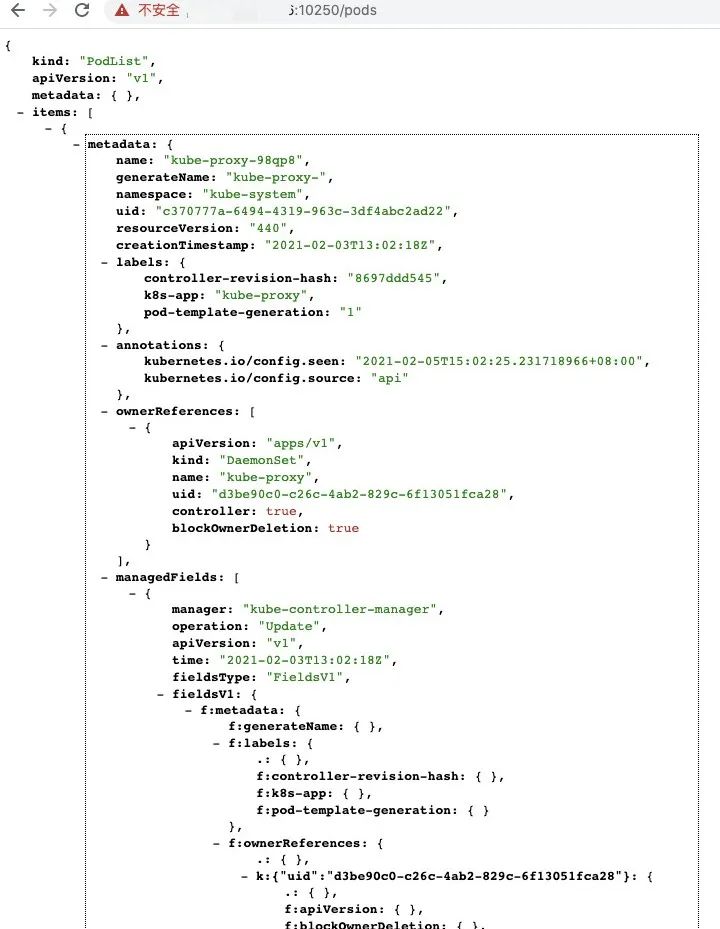 不安全 :10250/pods
{
kind: "PodList",
apiVersion: "v1",
metadata: { },
- items: [
- {
- metadata: {
name: "kube-proxy-98qp8",
generateName: "kube-proxy-",
namespace: "kube-system",
uid: "c370777a-6494-4319-963c-3df4abc2ad22",
resourceVersion: "440",
creationTimestamp: "2021-02-03T13:02:18Z",
- labels: {
controller-revision-hash: "8697ddd545",
k8s-app: "kube-proxy",
pod-template-generation: "1"
},
- annotations: {
kubernetes.io/config.seen: "2021-02-05T15:02:25.231718966+08:00",
kubernetes.io/config.source: "api"
},
- ownerReferences: [
- {
apiVersion: "apps/v1",
kind: "DaemonSet",
name: "kube-proxy",
uid: "d3be90c0-c26c-4ab2-829c-6f13051fca28",
controller: true,
blockOwnerDeletion: true
}
],
- managedFields: [
- {
manager: "kube-controller-manager",
operation: "Update",
apiVersion: "v1",
time: "2021-02-03T13:02:18Z",
fieldsType: "FieldsV1",
- fieldsV1: {
- f:metadata: {
f:generateName: { },
- f:labels: {
.: { },
f:controller-revision-hash: { },
f:k8s-app: { },
f:pod-template-generation: { }
},
- f:ownerReferences: {
.: { },
- k:{"uid":"d3be90c0-c26c-4ab2-829c-6f13051fca28"}: {
.: { },
f:apiVersion: { },
f:blockOwnerDeletion: { },